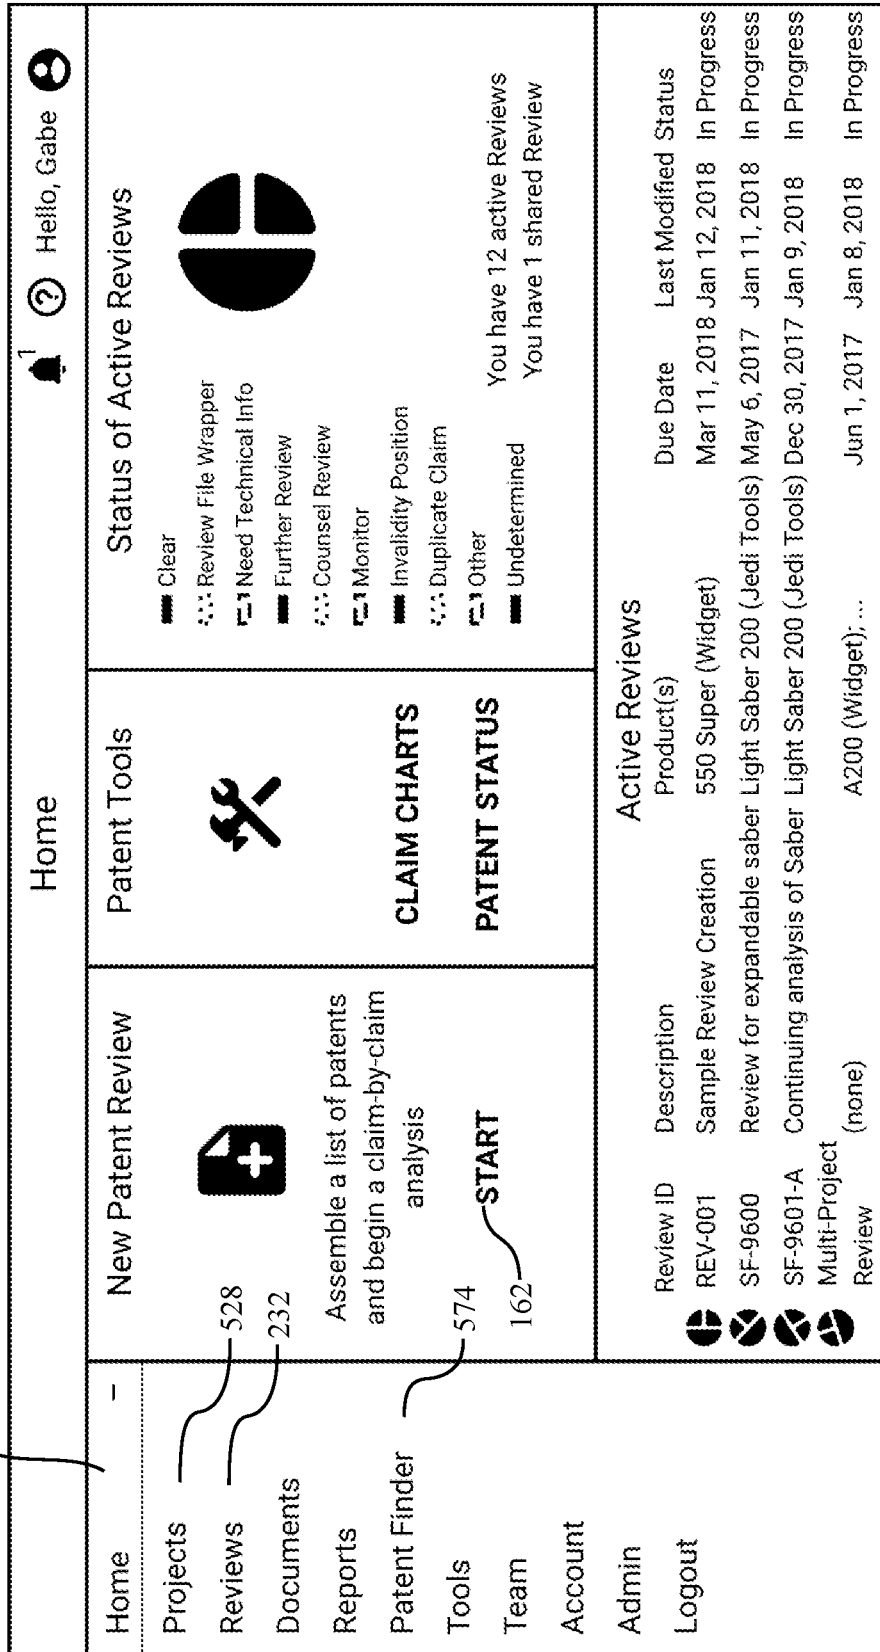 Home
1
?
Hello, Gabe
Home –
Projects
Reviews
Documents
Reports
Patent Finder
Tools
Team
Account
Admin
Logout
528
232
574
162
New Patent Review
Assemble a list of patents
and begin a claim-by-claim
analysis
START
Patent Tools
CLAIM CHARTS
PATENT STATUS
Status of Active Reviews
Clear
Review File Wrapper
Need Technical Info
Further Review
Counsel Review
Monitor
Invalidity Position
Duplicate Claim
Other
Undetermined
You have 12 active Reviews
You have 1 shared Review
Active Reviews
Review ID Description Product(s) Due Date Last Modified Status
REV-001 Sample Review Creation 550 Super (Widget) Mar 11, 2018 Jan 12, 2018 In Progress
SF-9600 Review for expandable saber Light Saber 200 (Jedi Tools) May 6, 2017 Jan 11, 2018 In Progress
SF-9601-A Continuing analysis of Saber Light Saber 200 (Jedi Tools) Dec 30, 2017 Jan 9, 2018 In Progress
Multi-Project
Review (none) A200 (Widget); ... Jun 1, 2017 Jan 8, 2018 In Progress